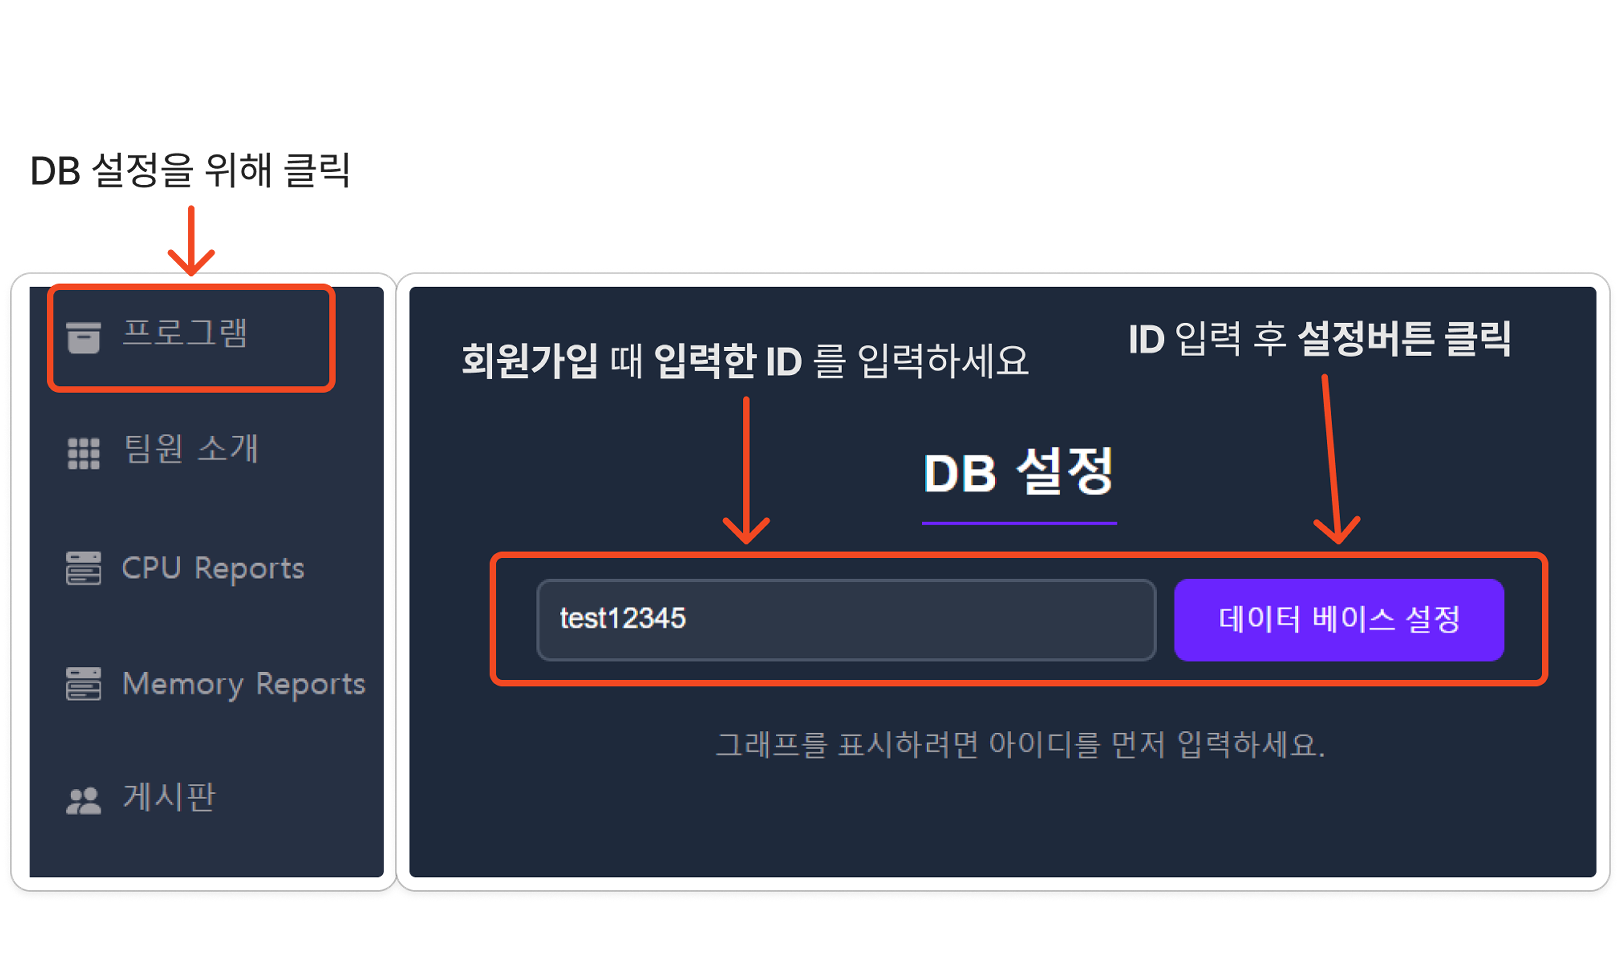 DB 설정을 위해 클릭
프로그램
팀원 소개
CPU Reports
Memory Reports
게시판
회원가입 때 입력한 ID 를 입력하세요
ID 입력 후 설정버튼 클릭
DB 설정
test12345
데이터 베이스 설정
그래프를 표시하려면 아이디를 먼저 입력하세요.